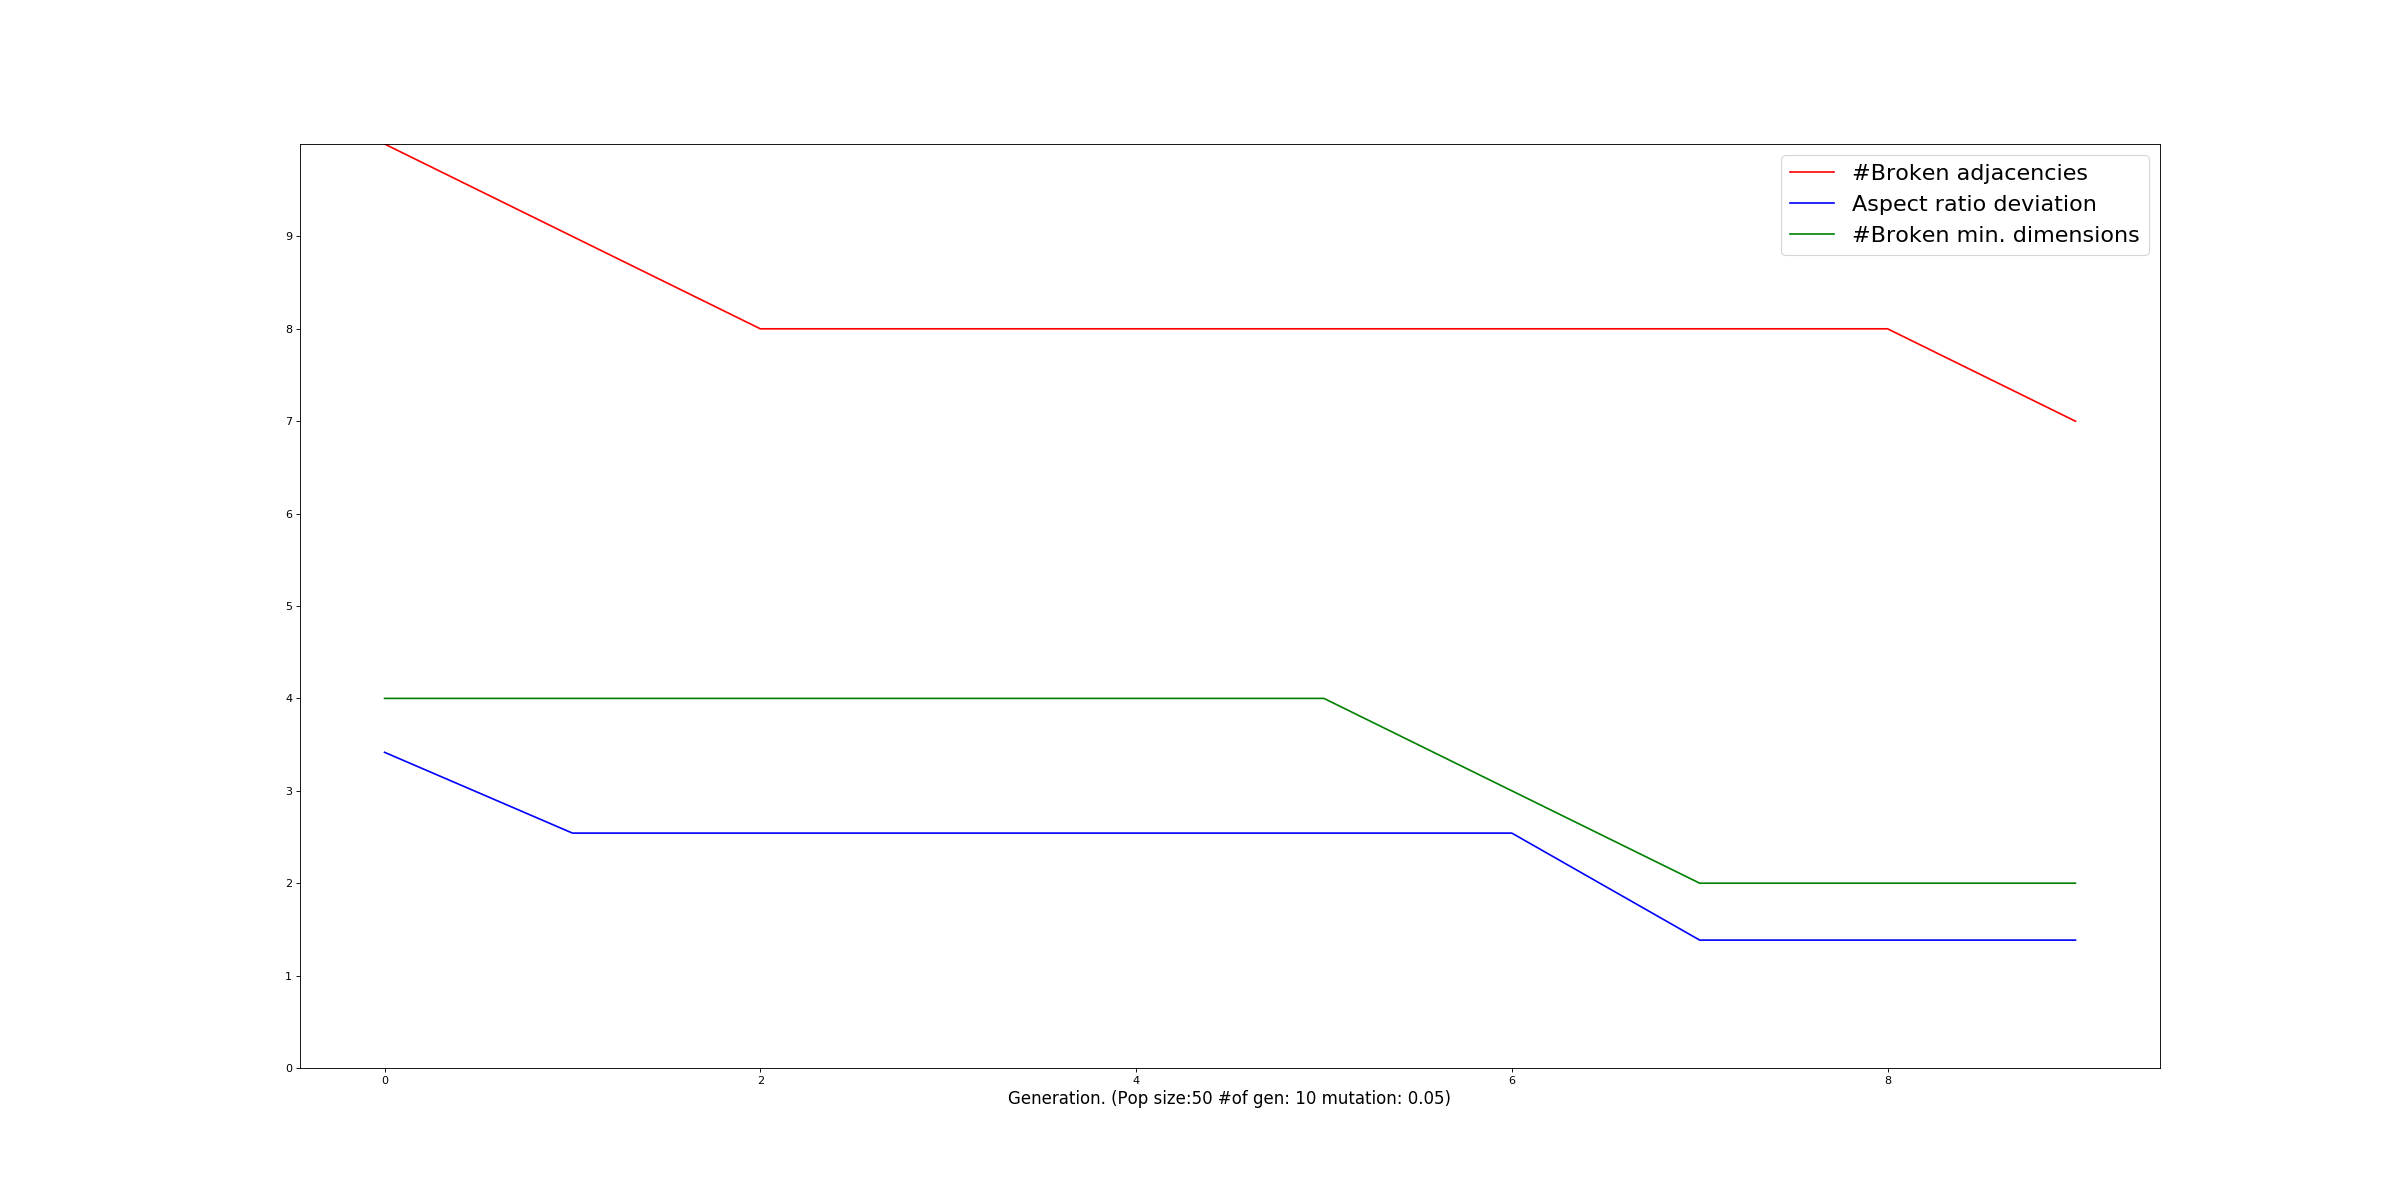 #Broken adjacencies
Aspect ratio deviation
#Broken min. dimensions
9
8
7
6
5
4
3
2
1
0
0 2 4 6 8
Generation. (Pop size:50 #of gen: 10 mutation: 0.05)